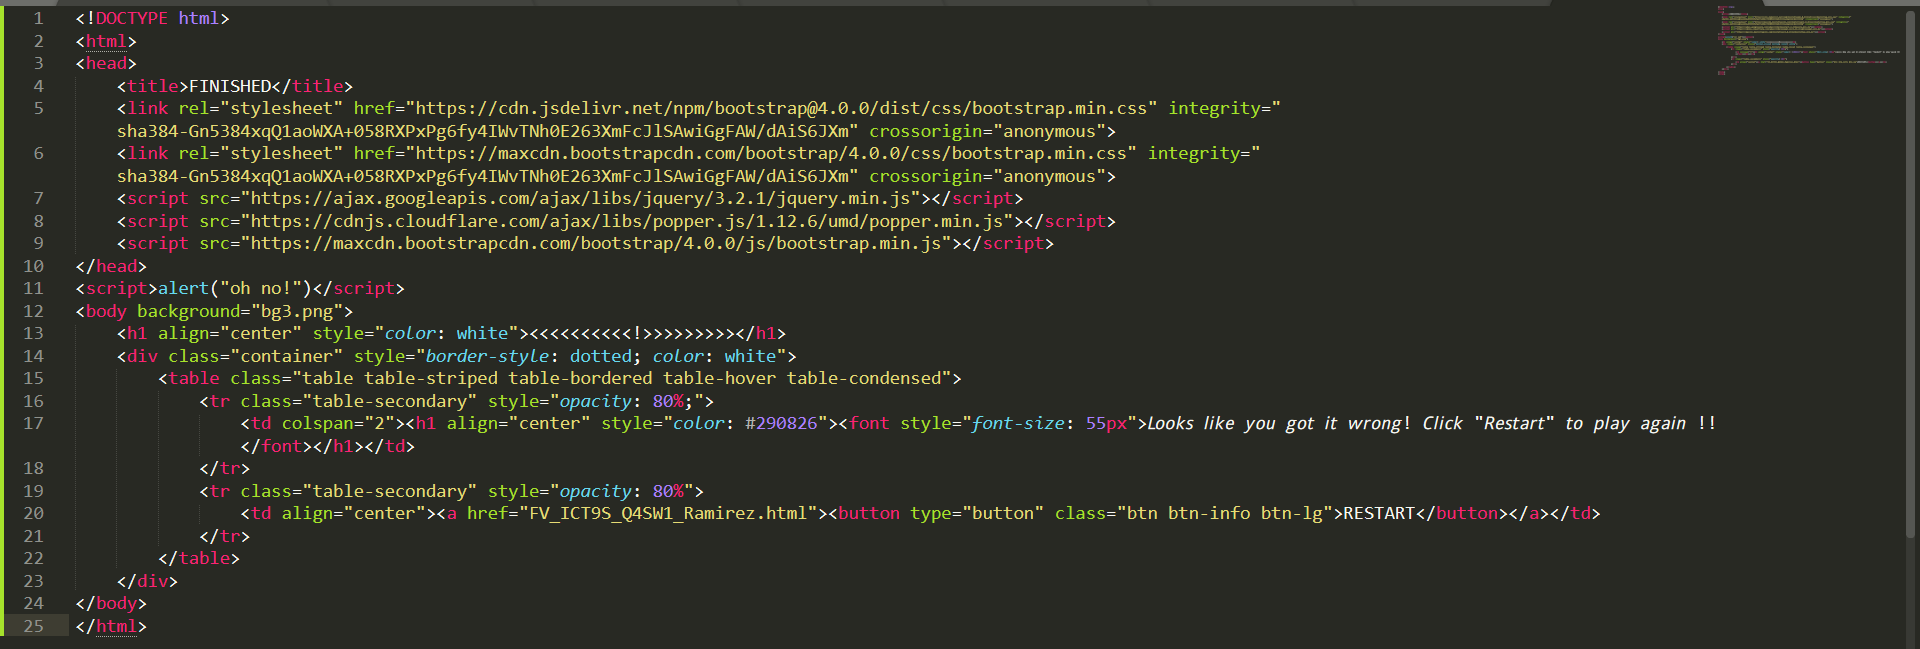 1 <!DOCTYPE html>
2 <html>
3 <head>
4 <title>FINISHED</title>
5 <link rel="stylesheet" href="https://cdn.jsdelivr.net/npm/bootstrap@4.0.0/dist/css/bootstrap.min.css" integrity="
sha384-Gn5384xqQ1aoWXA+058RXPxPg6fy4IWvTNh0E263XmFcJlSAwiGgFAW/dAiS6JXm" crossorigin="anonymous">
6 <link rel="stylesheet" href="https://maxcdn.bootstrapcdn.com/bootstrap/4.0.0/css/bootstrap.min.css" integrity="
sha384-Gn5384xqQ1aoWXA+058RXPxPg6fy4IWvTNh0E263XmFcJlSAwiGgFAW/dAiS6JXm" crossorigin="anonymous">
7 <script src="https://ajax.googleapis.com/ajax/libs/jquery/3.2.1/jquery.min.js"></script>
8 <script src="https://cdnjs.cloudflare.com/ajax/libs/popper.js/1.12.6/umd/popper.min.js"></script>
9 <script src="https://maxcdn.bootstrapcdn.com/bootstrap/4.0.0/js/bootstrap.min.js"></script>
10 </head>
11 <script>alert("oh no!")</script>
12 <body background="bg3.png">
13 <h1 align="center" style="color: white"><<<<<<<<<<!>>>>>>>>></h1>
14 <div class="container" style="border-style: dotted; color: white">
15 <table class="table table-striped table-bordered table-hover table-condensed">
16 <tr class="table-secondary" style="opacity: 80%;">
17 <td colspan="2"><h1 align="center" style="color: #290826"><font style="font-size: 55px">Looks like you got it wrong! Click "Restart" to play again !!
</font></h1></td>
18 </tr>
19 <tr class="table-secondary" style="opacity: 80%">
20 <td align="center"><a href="FV_ICT9S_Q4SW1_Ramirez.html"><button type="button" class="btn btn-info btn-lg">RESTART</button></a></td>
21 </tr>
22 </table>
23 </div>
24 </body>
25 </html>